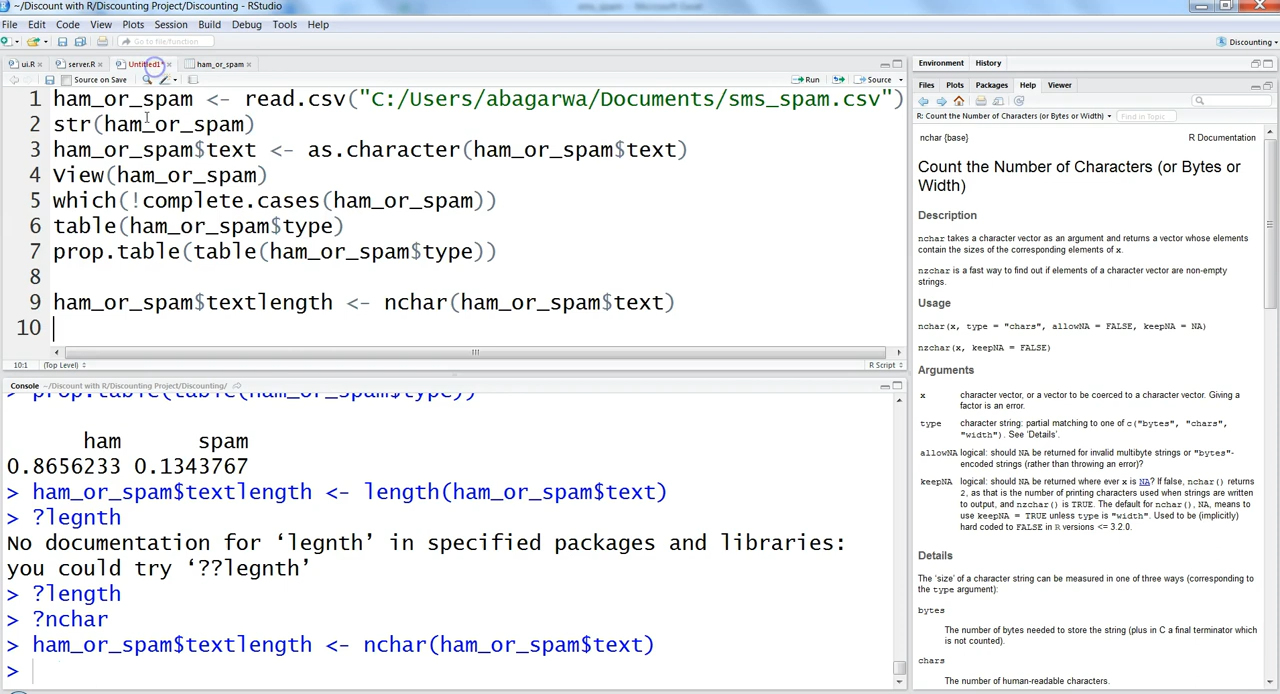 ~/Discount with R/Discounting Project/Discounting - RStudio
File Edit Code View Plots Session Build Debug Tools Help
Go to file/function
Discounting
ui.R
server.R
Untitled1*
ham_or_spam
Source on Save
Run
Source
1 ham_or_spam <- read.csv("C:/Users/abagarwa/Documents/sms_spam.csv")
2 str(ham_or_spam)
3 ham_or_spam$text <- as.character(ham_or_spam$text)
4 View(ham_or_spam)
5 which(!complete.cases(ham_or_spam))
6 table(ham_or_spam$type)
7 prop.table(table(ham_or_spam$type))
8
9 ham_or_spam$textlength <- nchar(ham_or_spam$text)
10
10:1 (Top Level) R Script
Console ~/Discount with R/Discounting Project/Discounting/
> prop.table(table(ham_or_spam$type))
ham spam
0.8656233 0.1343767
> ham_or_spam$textlength <- length(ham_or_spam$text)
> ?legnth
No documentation for ‘legnth’ in specified packages and libraries:
you could try ‘??legnth’
> ?length
> ?nchar
> ham_or_spam$textlength <- nchar(ham_or_spam$text)
>
Environment History
Files Plots Packages Help Viewer
R: Count the Number of Characters (or Bytes or Width) Find in Topic
nchar {base} R Documentation
Count the Number of Characters (or Bytes or
Width)
Description
nchar takes a character vector as an argument and returns a vector whose elements
contain the sizes of the corresponding elements of x.
nzchar is a fast way to find out if elements of a character vector are non-empty
strings.
Usage
nchar(x, type = "chars", allowNA = FALSE, keepNA = NA)
nzchar(x, keepNA = FALSE)
Arguments
x character vector, or a vector to be coerced to a character vector. Giving a
factor is an error.
type character string: partial matching to one of c("bytes", "chars",
"width"). See ‘Details’.
allowNA logical: should NA be returned for invalid multibyte strings or "bytes"-
encoded strings (rather than throwing an error)?
keepNA logical: should NA be returned where ever x is NA? If false, nchar() returns
2, as that is the number of printing characters used when strings are written
to output, and nzchar() is TRUE. The default for nchar(), NA, means to
use keepNA = TRUE unless type is "width". Used to be (implicitly)
hard coded to FALSE in R versions <= 3.2.0.
Details
The ‘size’ of a character string can be measured in one of three ways (corresponding to
the type argument):
bytes
The number of bytes needed to store the string (plus in C a final terminator which
is not counted).
chars
The number of human-readable characters.